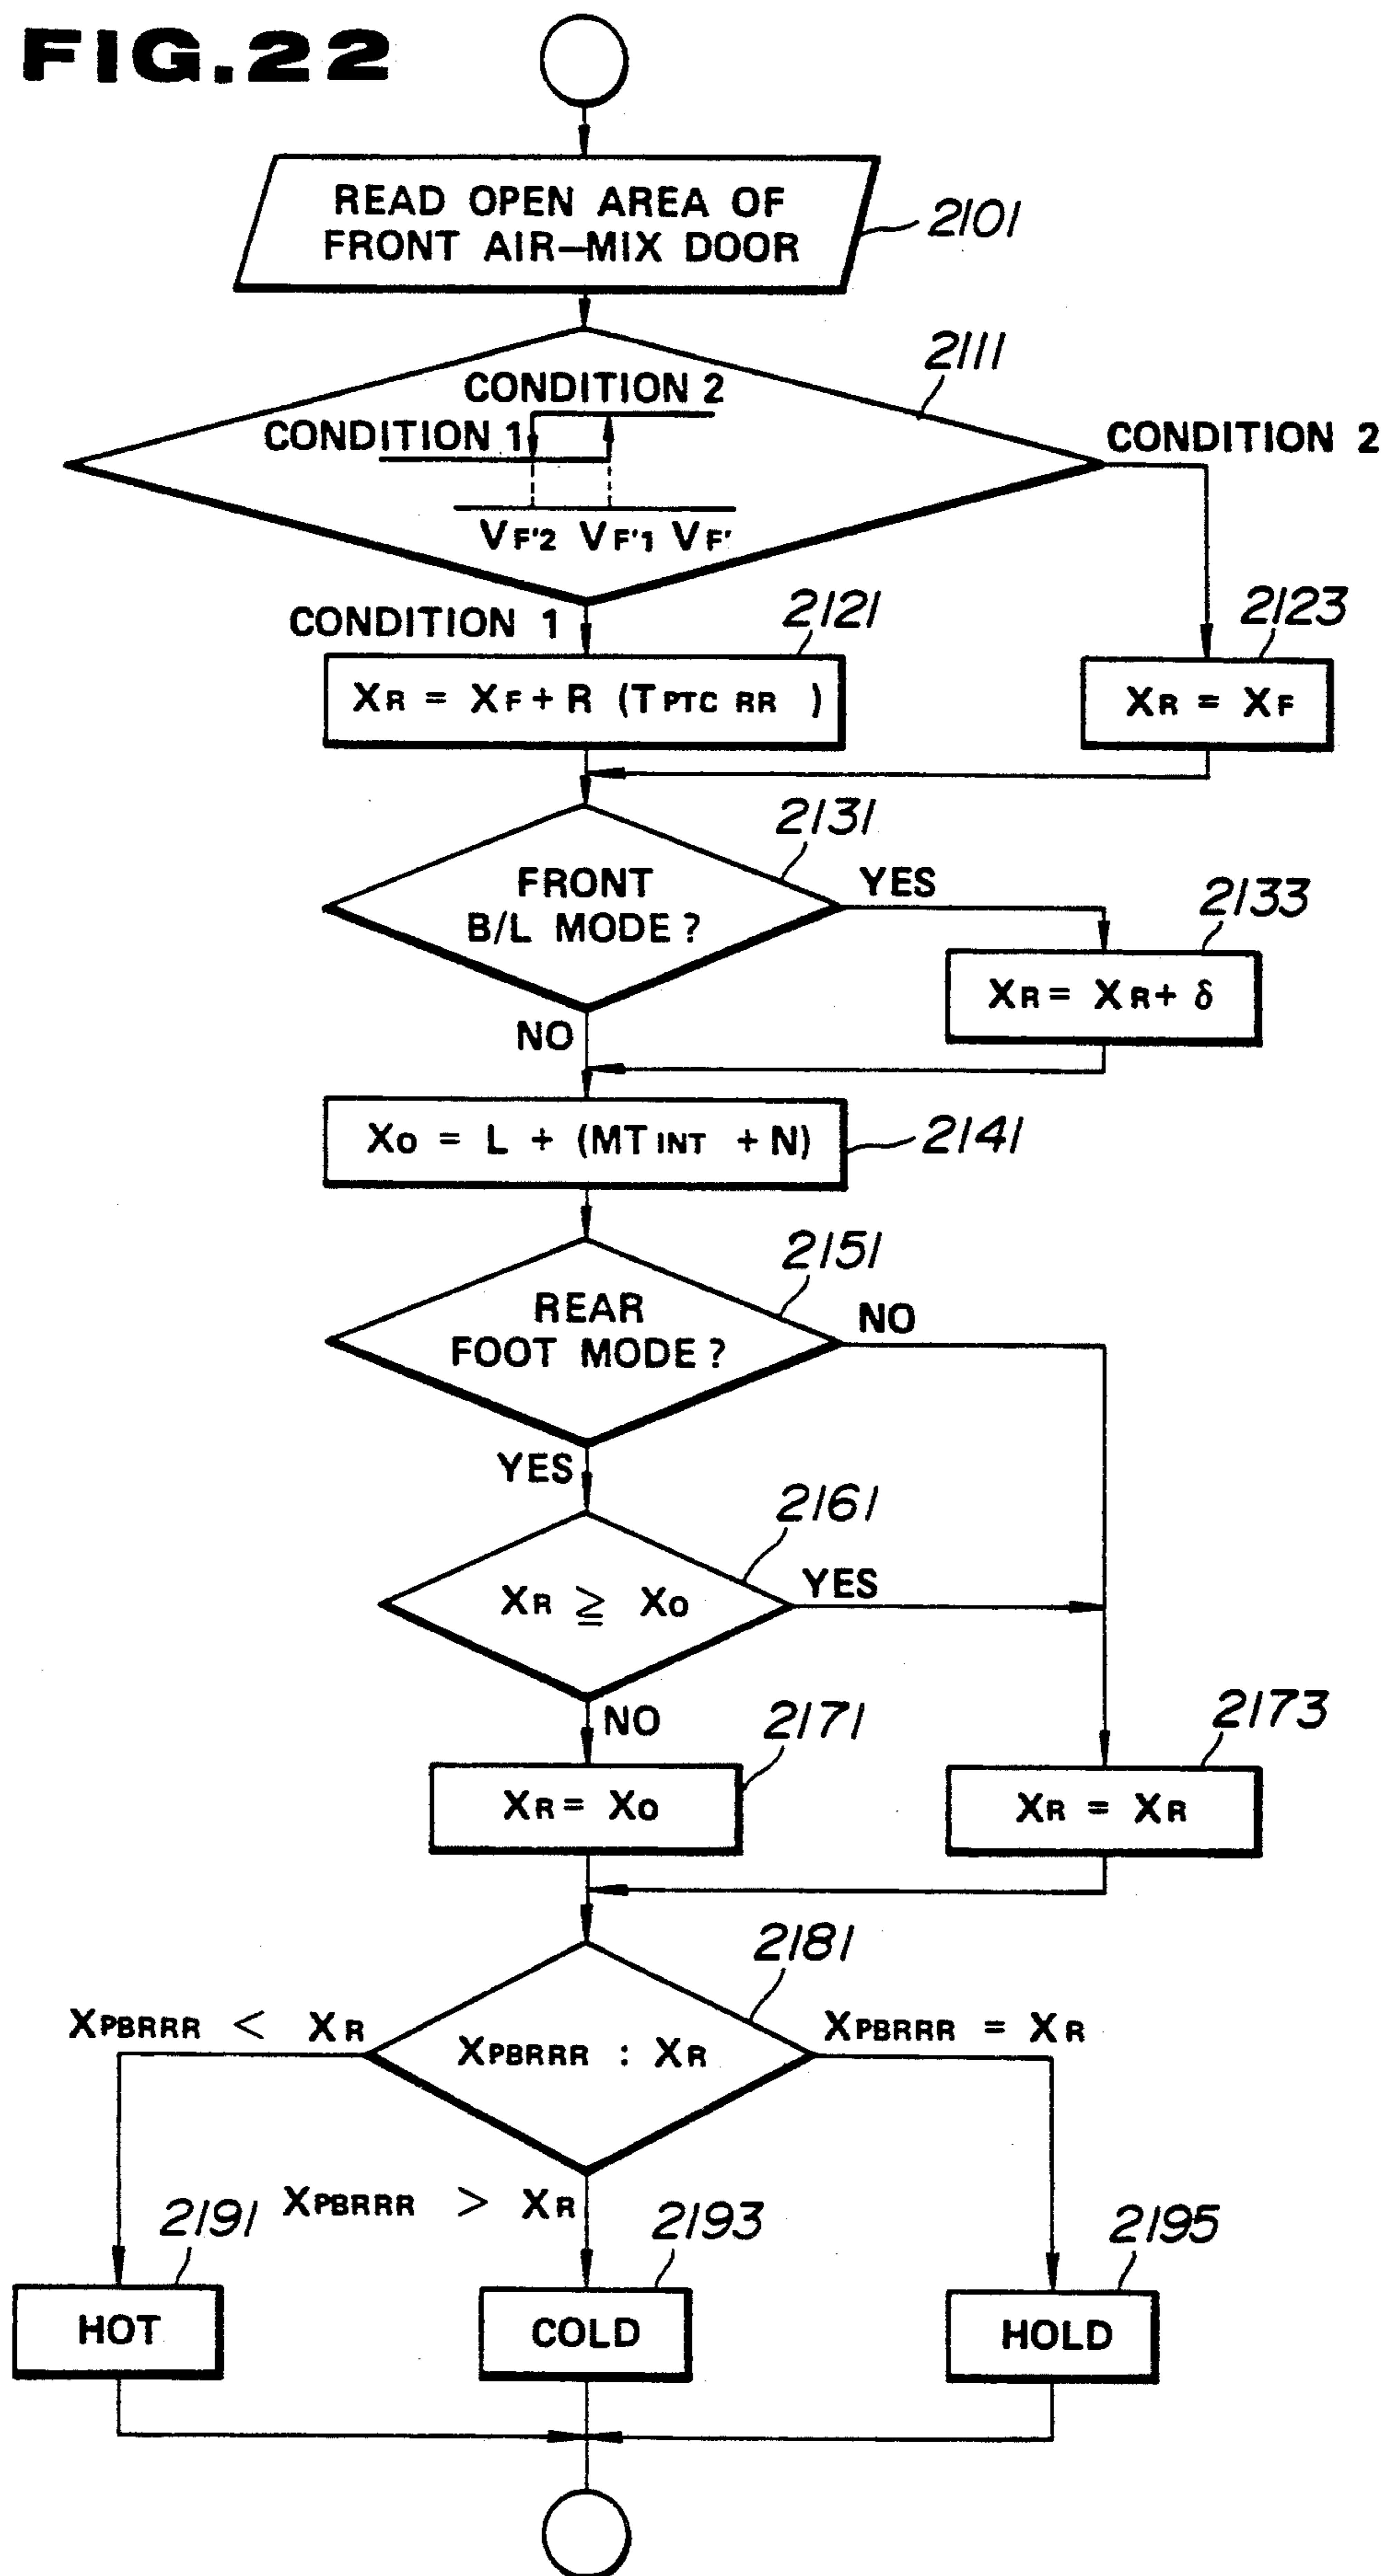 FIG.22
READ OPEN AREA OF
FRONT AIR-MIX DOOR
2101
2111
CONDITION 2
CONDITION 1
CONDITION 2
VF'2 VF'1 VF'
CONDITION 1
2121
2123
XR = XF + R (TPTC RR )
XR = XF
2131
FRONT
B/L MODE?
YES
2133
XR = XR + δ
NO
XO = L + (MTINT + N)
2141
2151
REAR
FOOT MODE?
NO
YES
2161
XR ≧ XO
YES
NO
2171
2173
XR = XO
XR = XR
2181
XPBRRR < XR
XPBRRR : XR
XPBRRR = XR
XPBRRR > XR
2191
2193
2195
HOT
COLD
HOLD